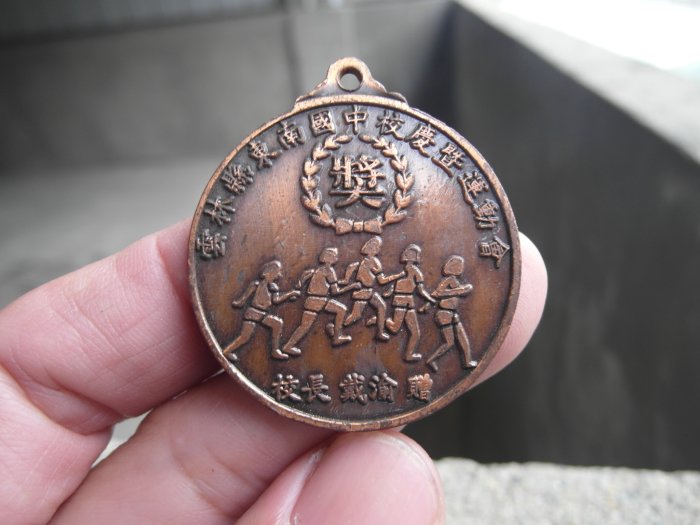 雲林縣東南國中校慶暨運動會
獎
校長 戴渝 贈